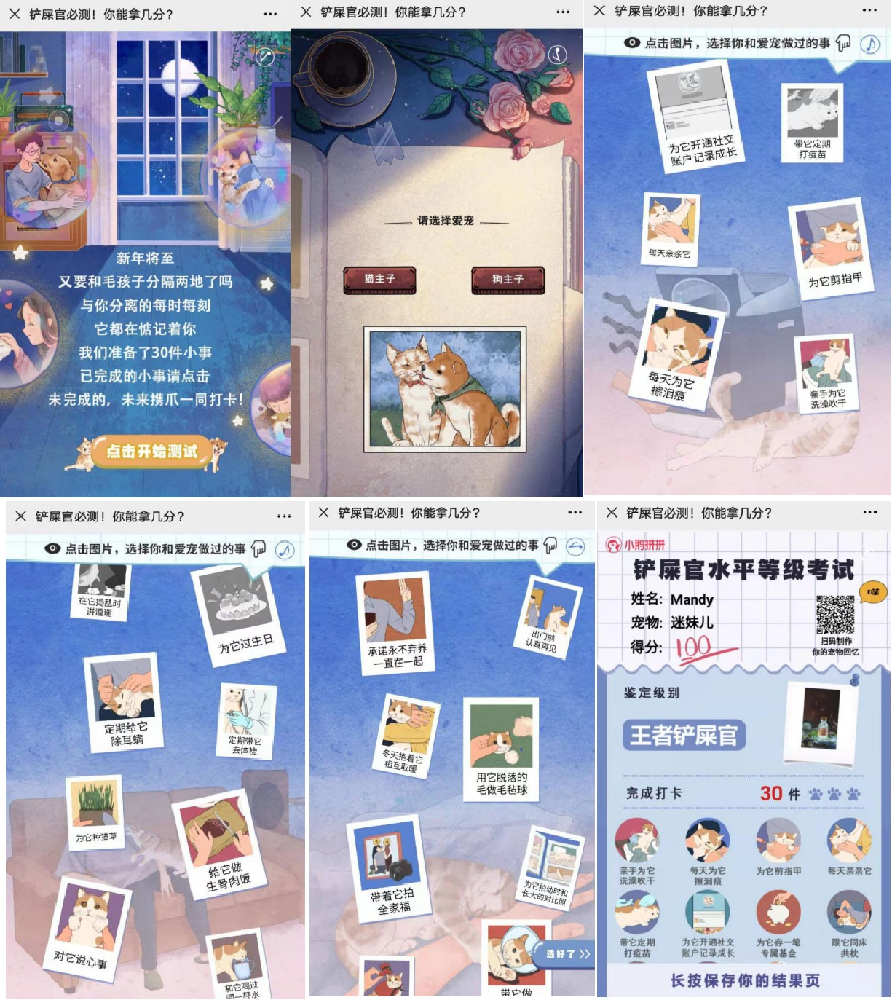 铲屎官必测！你能拿几分？
新年将至
又要和毛孩子分隔两地了吗
与你分离的每时每刻
它都在惦记着你
我们准备了30件小事
已完成的小事请点击
未完成的，未来携爪一同打卡！
点击开始测试
铲屎官必测！你能拿几分？
请选择爱宠
猫主子
狗主子
铲屎官必测！你能拿几分？
点击图片，选择你和爱宠做过的事
为它开通社交
账户记录成长
带它定期
打疫苗
每天亲亲它
为它剪指甲
每天为它
擦泪痕
亲手为它
洗澡吹干
铲屎官必测！你能拿几分？
点击图片，选择你和爱宠做过的事
在它捣乱时
讲道理
为它过生日
定期给它
除耳螨
定期带它
去体检
为它种猫草
给它做
生骨肉饭
对它说心事
和它喝过
同一杯水
铲屎官必测！你能拿几分？
点击图片，选择你和爱宠做过的事
承诺永不弃养
一直在一起
出门前
认真再见
冬天抱着它
相互取暖
用它脱落的
毛做毛毡球
带着它拍
全家福
为它拍幼时和
长大的对比照
选好了
带它做
铲屎官必测！你能拿几分？
小鹅拼拼
铲屎官水平等级考试
姓名：Mandy
宠物：迷妹儿
得分：100
喵
扫码制作
你的宠物回忆
鉴定级别
王者铲屎官
完成打卡 30 件
亲手为它
洗澡吹干
每天为它
擦泪痕
为它剪指甲
每天亲亲它
带它定期
打疫苗
为它开通社交
账户记录成长
为它存一笔
专属基金
跟它同床
共枕
长按保存你的结果页